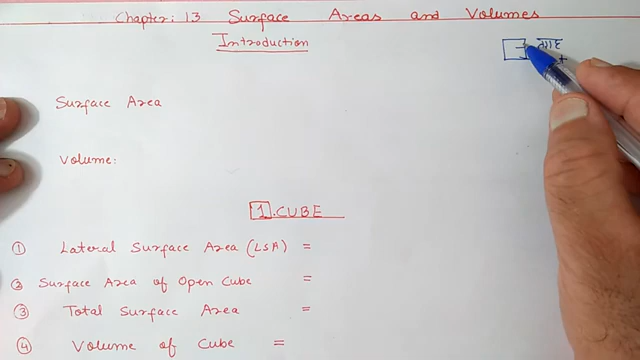 Chapter: 13 Surface Areas and Volumes
Introduction
Surface Area
Volume:
1. CUBE
① Lateral Surface Area (LSA) =
② Surface Area of Open Cube =
③ Total Surface Area =
④ Volume of Cube =